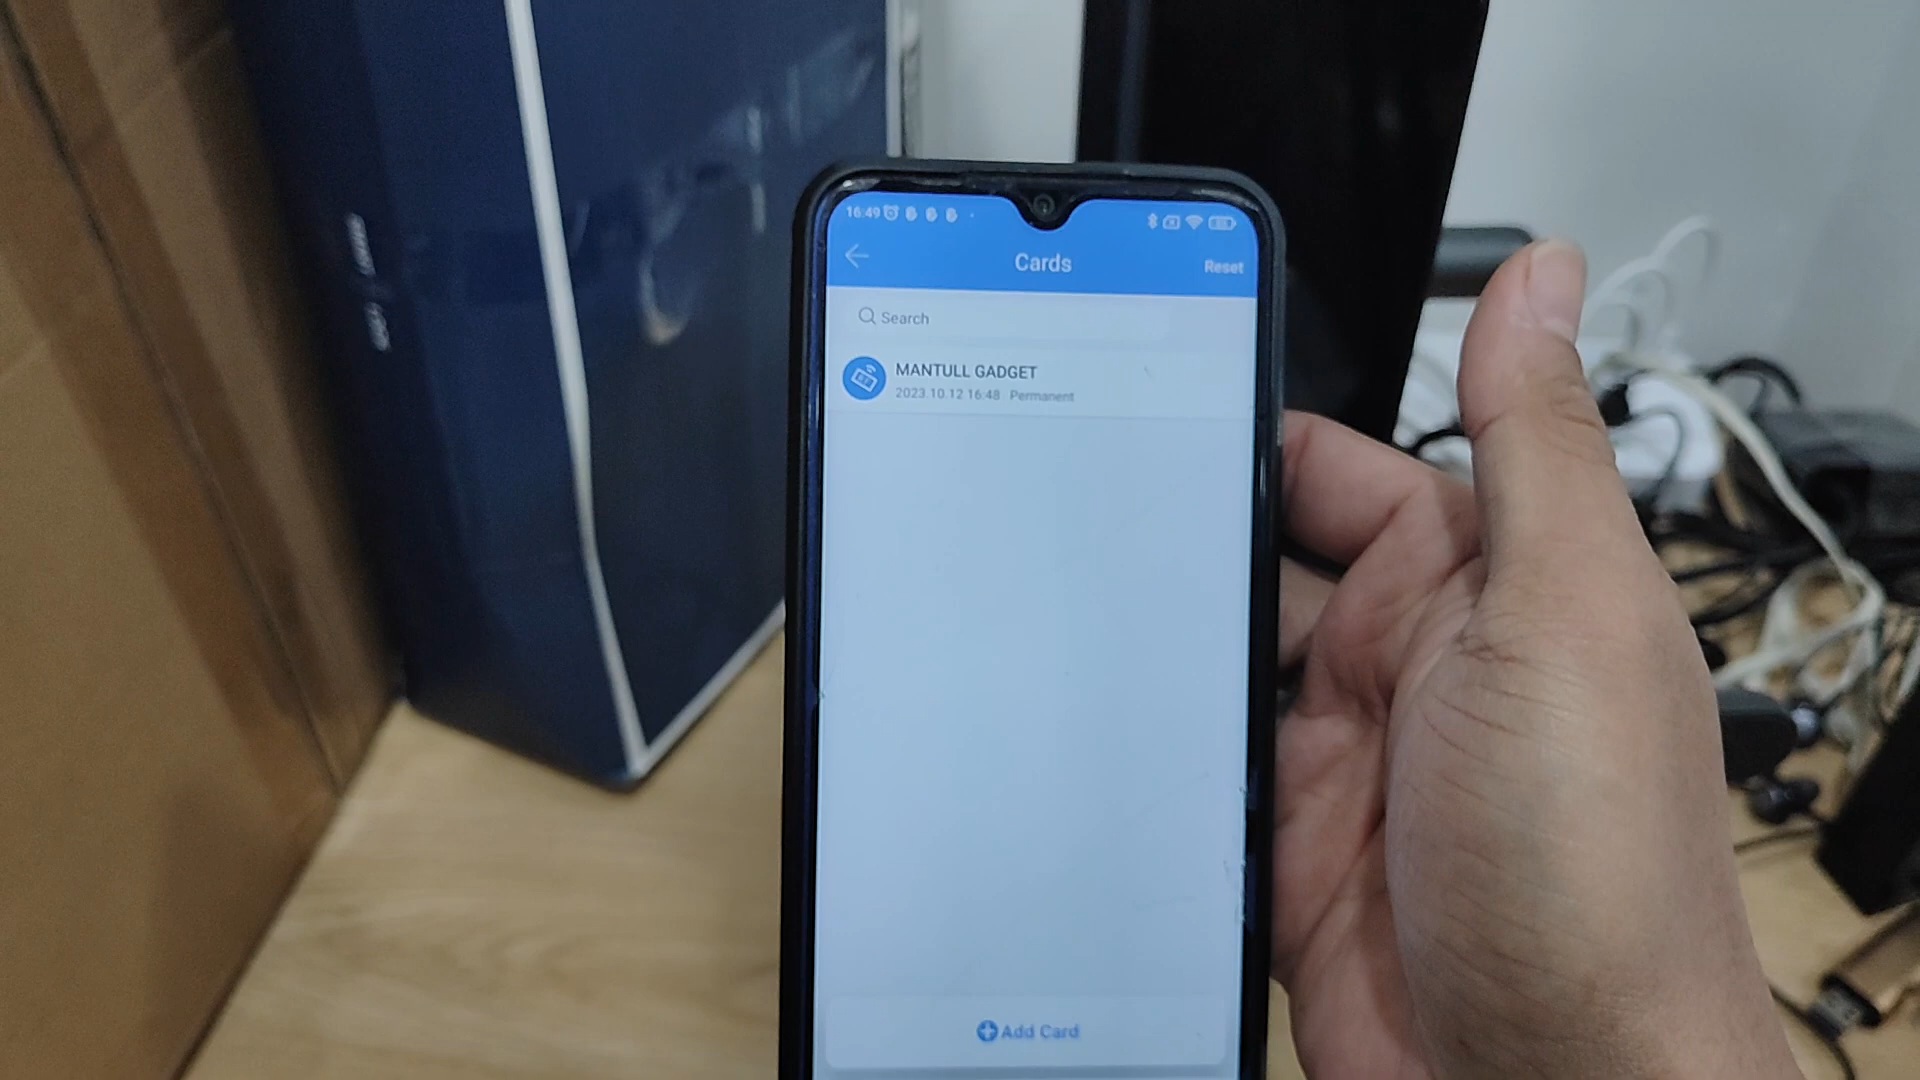 16:49
Cards
Reset
Search
MANTULL GADGET
2023.10.12 16:48 Permanent
Add Card